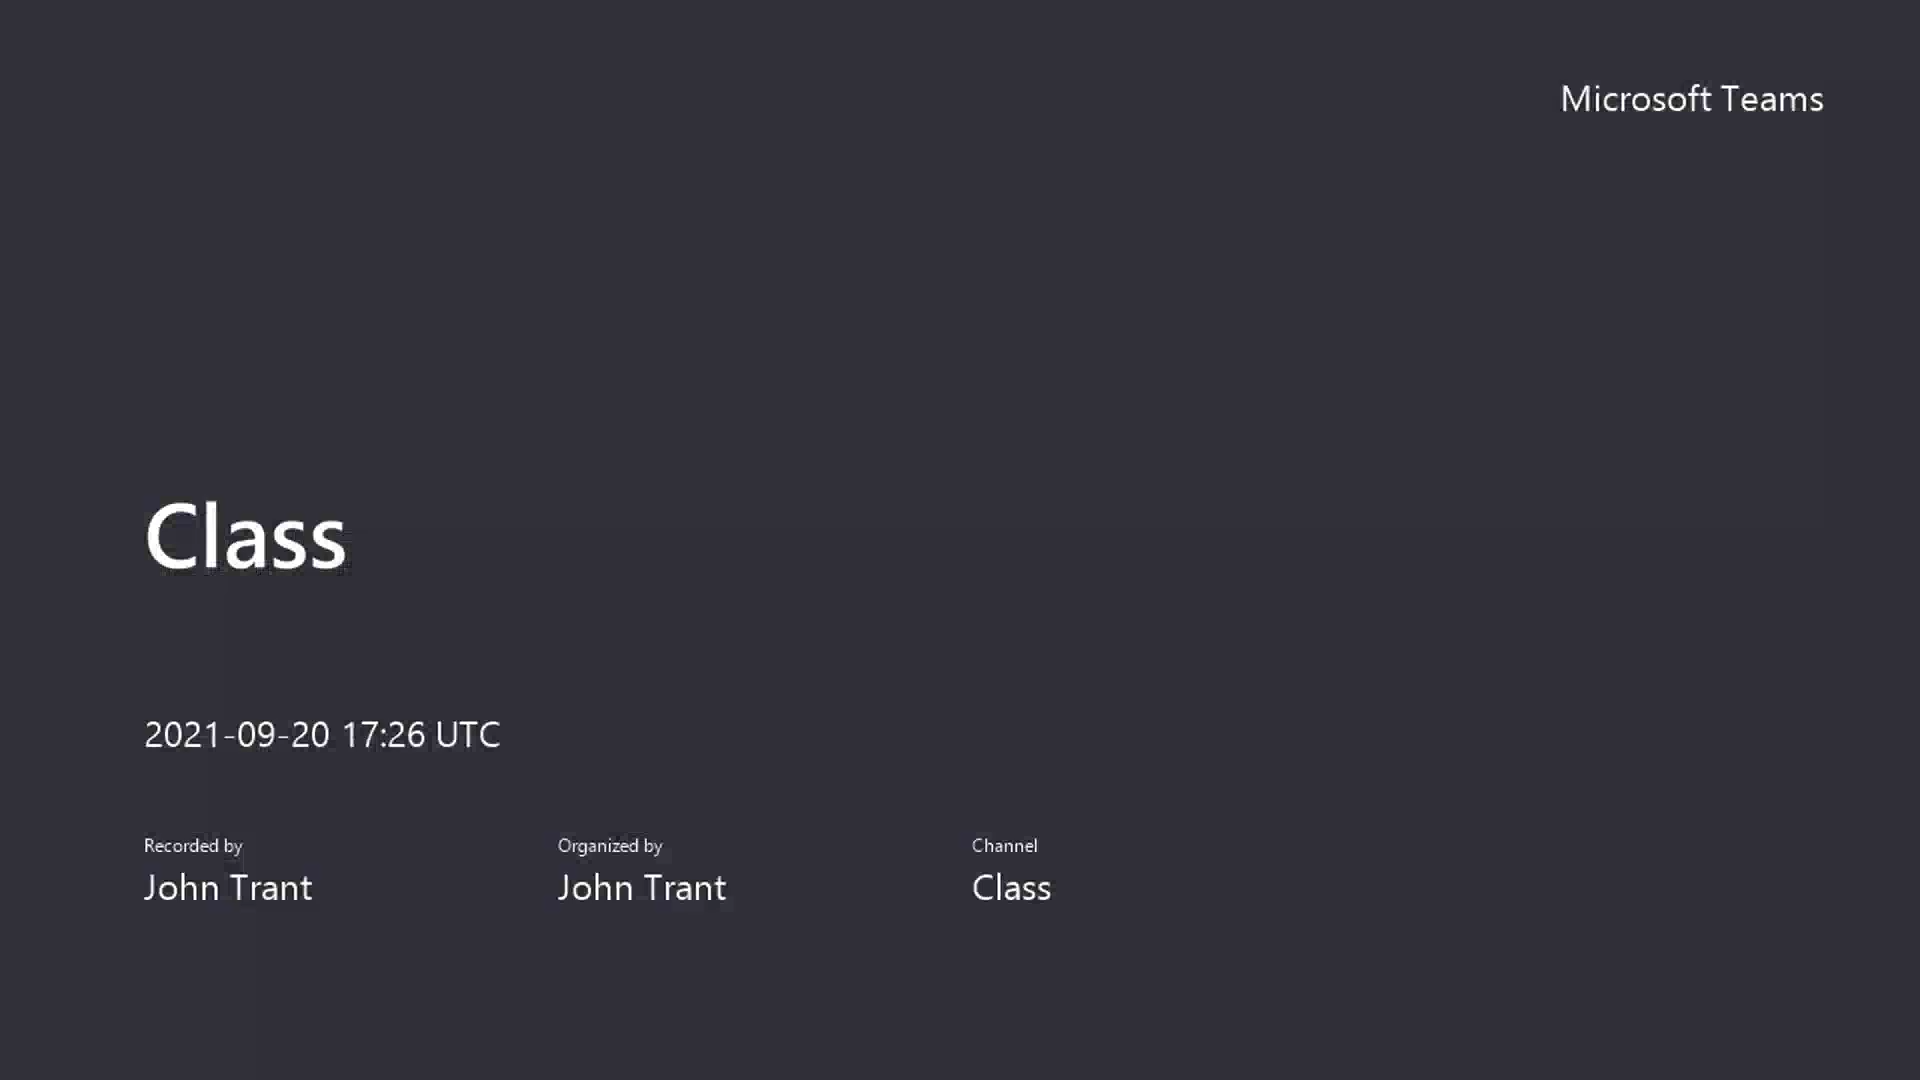 Microsoft Teams
Class
2021-09-20 17:26 UTC
Recorded by
John Trant
Organized by
John Trant
Channel
Class